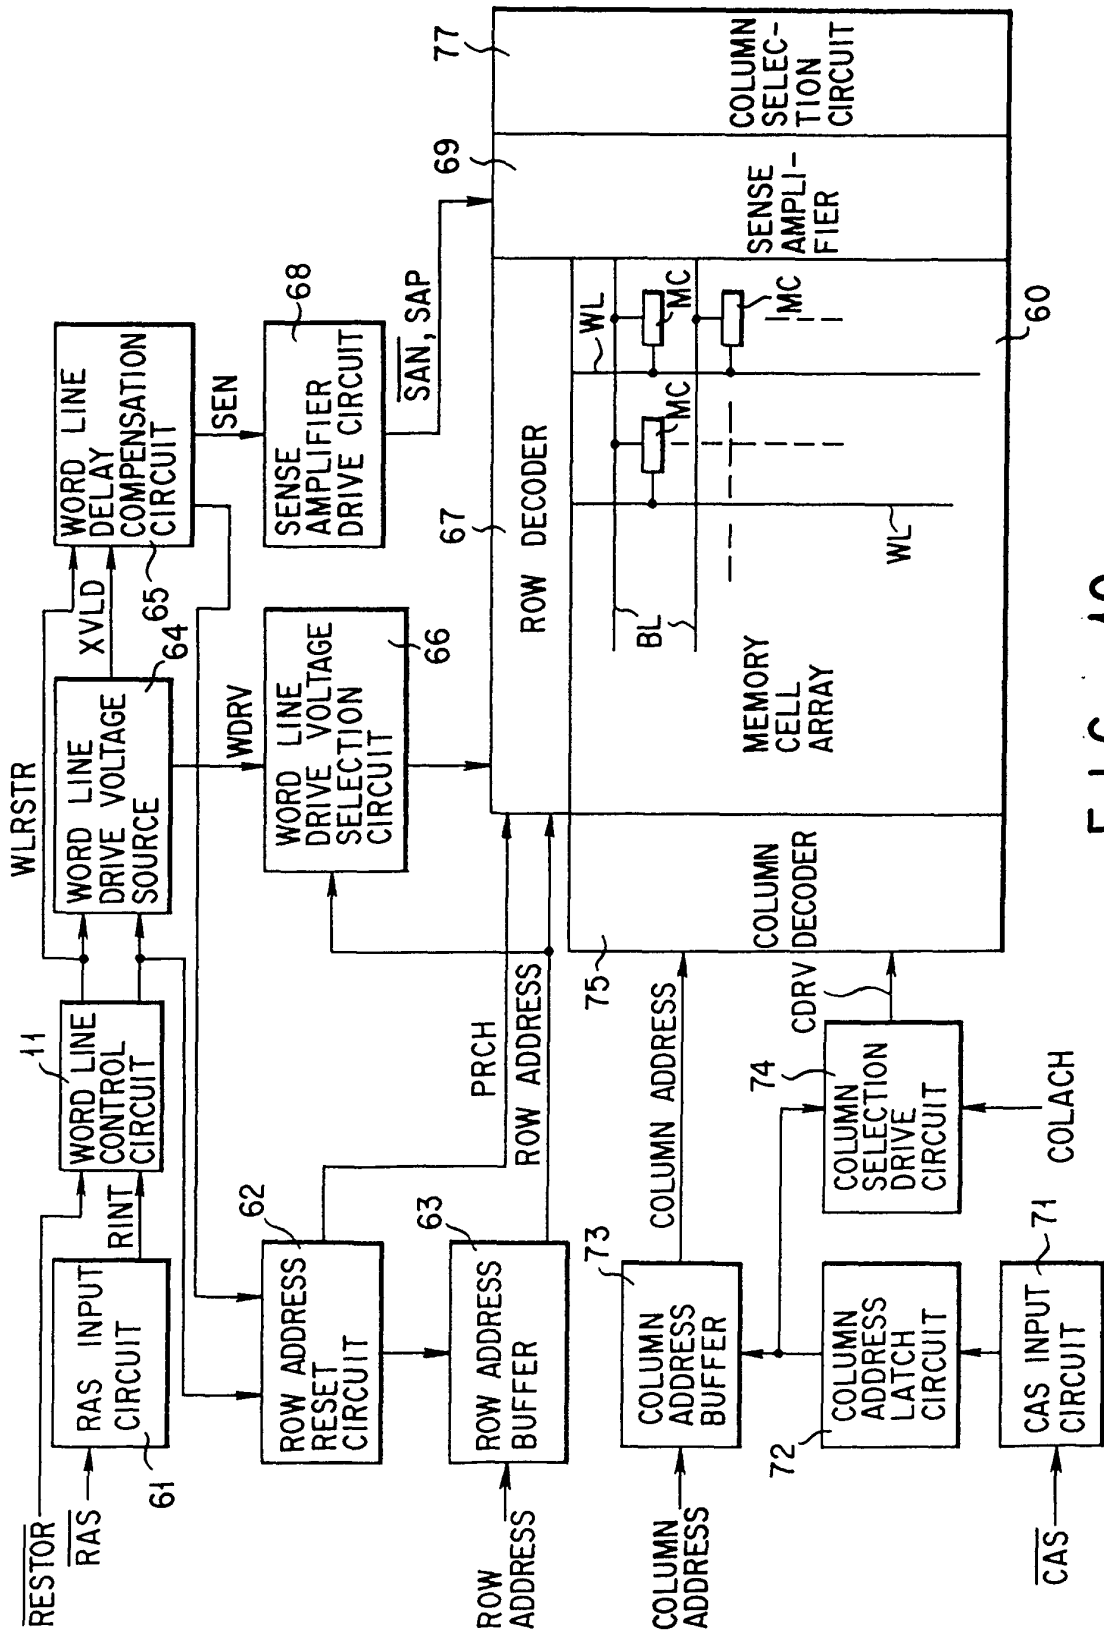 RESTOR
RAS
61
RAS INPUT
CIRCUIT
RINT
11
WORD LINE
CONTROL
CIRCUIT
WLRSTR
WORD LINE
DRIVE VOLTAGE
SOURCE
64
XVLD
65
WORD LINE
DELAY
COMPENSATION
CIRCUIT
SEN
WDRV
62
ROW ADDRESS
RESET
CIRCUIT
66
WORD LINE
DRIVE VOLTAGE
SELECTION
CIRCUIT
68
SENSE
AMPLIFIER
DRIVE CIRCUIT
SAN, SAP
PRCH
ROW ADDRESS
63
ROW ADDRESS
BUFFER
ROW
ADDRESS
67
ROW DECODER
69
77
WL
BL
MC
MC
MC
WL
MEMORY
CELL
ARRAY
SENSE
AMPLI-
FIER
COLUMN
SELEC-
TION
CIRCUIT
60
75
COLUMN
DECODER
COLUMN ADDRESS
CDRV
73
COLUMN
ADDRESS
BUFFER
COLUMN
ADDRESS
74
COLUMN
SELECTION
DRIVE
CIRCUIT
COLACH
72
COLUMN
ADDRESS
LATCH
CIRCUIT
71
CAS INPUT
CIRCUIT
CAS